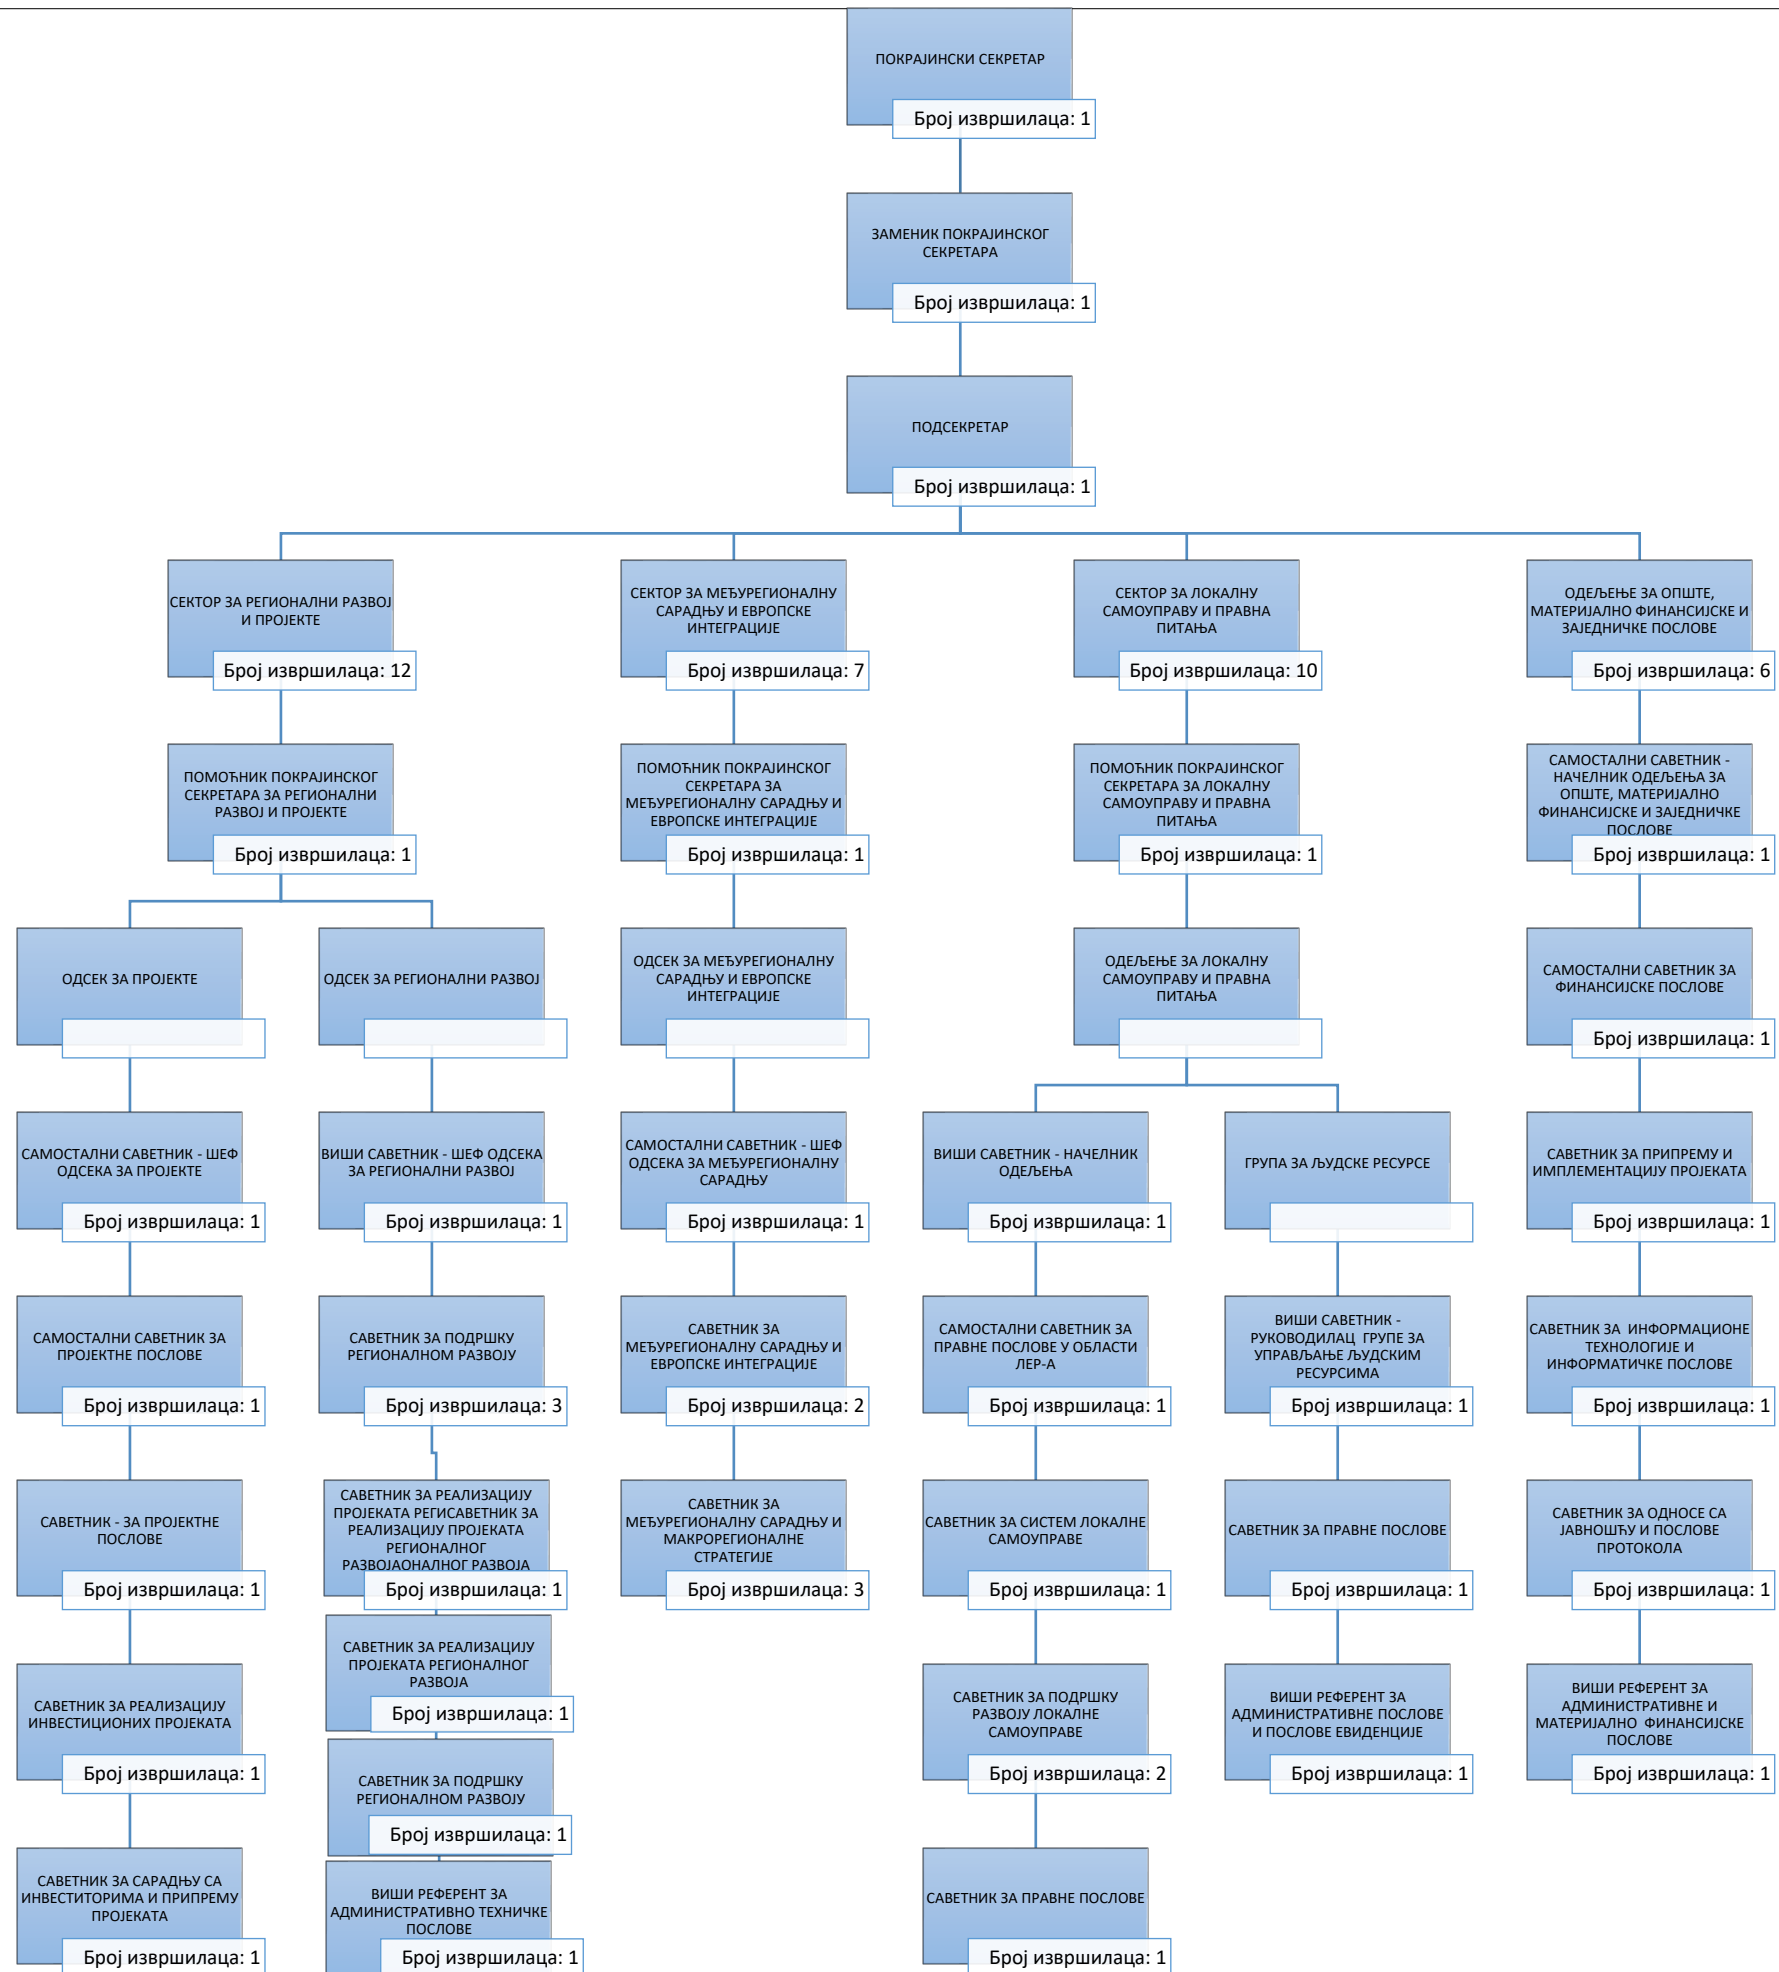 ПОКРАЈИНСКИ СЕКРЕТАР
Број извршилаца: 1
ЗАМЕНИК ПОКРАЈИНСКОГ
СЕКРЕТАРА
Број извршилаца: 1
ПОДСЕКРЕТАР
Број извршилаца: 1
СЕКТОР ЗА РЕГИОНАЛНИ РАЗВОЈ
И ПРОЈЕКТЕ
Број извршилаца: 12
ПОМОЋНИК ПОКРАЈИНСКОГ
СЕКРЕТАРА ЗА РЕГИОНАЛНИ
РАЗВОЈ И ПРОЈЕКТЕ
Број извршилаца: 1
ОДСЕК ЗА ПРОЈЕКТЕ
САМОСТАЛНИ САВЕТНИК - ШЕФ
ОДСЕКА ЗА ПРОЈЕКТЕ
Број извршилаца: 1
САМОСТАЛНИ САВЕТНИК ЗА
ПРОЈЕКТНЕ ПОСЛОВЕ
Број извршилаца: 1
САВЕТНИК - ЗА ПРОЈЕКТНЕ
ПОСЛОВЕ
Број извршилаца: 1
САВЕТНИК ЗА РЕАЛИЗАЦИЈУ
ИНВЕСТИЦИОНИХ ПРОЈЕКАТА
Број извршилаца: 1
САВЕТНИК ЗА САРАДЊУ СА
ИНВЕСТИТОРИМА И ПРИПРЕМУ
ПРОЈЕКАТА
Број извршилаца: 1
ОДСЕК ЗА РЕГИОНАЛНИ РАЗВОЈ
ВИШИ САВЕТНИК - ШЕФ ОДСЕКА
ЗА РЕГИОНАЛНИ РАЗВОЈ
Број извршилаца: 1
САВЕТНИК ЗА ПОДРШКУ
РЕГИОНАЛНОМ РАЗВОЈУ
Број извршилаца: 3
САВЕТНИК ЗА РЕАЛИЗАЦИЈУ
ПРОЈЕКАТА РЕГИСАВЕТНИК ЗА
РЕАЛИЗАЦИЈУ ПРОЈЕКАТА
РЕГИОНАЛНОГ
РАЗВОЈАОНАЛНОГ РАЗВОЈА
Број извршилаца: 1
САВЕТНИК ЗА РЕАЛИЗАЦИЈУ
ПРОЈЕКАТА РЕГИОНАЛНОГ
РАЗВОЈА
Број извршилаца: 1
САВЕТНИК ЗА ПОДРШКУ
РЕГИОНАЛНОМ РАЗВОЈУ
Број извршилаца: 1
ВИШИ РЕФЕРЕНТ ЗА
АДМИНИСТРАТИВНО ТЕХНИЧКЕ
ПОСЛОВЕ
Број извршилаца: 1
СЕКТОР ЗА МЕЂУРЕГИОНАЛНУ
САРАДЊУ И ЕВРОПСКЕ
ИНТЕГРАЦИЈЕ
Број извршилаца: 7
ПОМОЋНИК ПОКРАЈИНСКОГ
СЕКРЕТАРА ЗА
МЕЂУРЕГИОНАЛНУ САРАДЊУ И
ЕВРОПСКЕ ИНТЕГРАЦИЈЕ
Број извршилаца: 1
ОДСЕК ЗА МЕЂУРЕГИОНАЛНУ
САРАДЊУ И ЕВРОПСКЕ
ИНТЕГРАЦИЈЕ
САМОСТАЛНИ САВЕТНИК - ШЕФ
ОДСЕКА ЗА МЕЂУРЕГИОНАЛНУ
САРАДЊУ
Број извршилаца: 1
САВЕТНИК ЗА
МЕЂУРЕГИОНАЛНУ САРАДЊУ И
ЕВРОПСКЕ ИНТЕГРАЦИЈЕ
Број извршилаца: 2
САВЕТНИК ЗА
МЕЂУРЕГИОНАЛНУ САРАДЊУ И
МАКРОРЕГИОНАЛНЕ
СТРАТЕГИЈЕ
Број извршилаца: 3
СЕКТОР ЗА ЛОКАЛНУ
САМОУПРАВУ И ПРАВНА
ПИТАЊА
Број извршилаца: 10
ПОМОЋНИК ПОКРАЈИНСКОГ
СЕКРЕТАРА ЗА ЛОКАЛНУ
САМОУПРАВУ И ПРАВНА
ПИТАЊА
Број извршилаца: 1
ОДЕЉЕЊЕ ЗА ЛОКАЛНУ
САМОУПРАВУ И ПРАВНА
ПИТАЊА
ВИШИ САВЕТНИК - НАЧЕЛНИК
ОДЕЉЕЊА
Број извршилаца: 1
САМОСТАЛНИ САВЕТНИК ЗА
ПРАВНЕ ПОСЛОВЕ У ОБЛАСТИ
ЛЕР-А
Број извршилаца: 1
САВЕТНИК ЗА СИСТЕМ ЛОКАЛНЕ
САМОУПРАВЕ
Број извршилаца: 1
САВЕТНИК ЗА ПОДРШКУ
РАЗВОЈУ ЛОКАЛНЕ
САМОУПРАВЕ
Број извршилаца: 2
САВЕТНИК ЗА ПРАВНЕ ПОСЛОВЕ
Број извршилаца: 1
ГРУПА ЗА ЉУДСКЕ РЕСУРСЕ
ВИШИ САВЕТНИК -
РУКОВОДИЛАЦ ГРУПЕ ЗА
УПРАВЉАЊЕ ЉУДСКИМ
РЕСУРСИМА
Број извршилаца: 1
САВЕТНИК ЗА ПРАВНЕ ПОСЛОВЕ
Број извршилаца: 1
ВИШИ РЕФЕРЕНТ ЗА
АДМИНИСТРАТИВНЕ ПОСЛОВЕ
И ПОСЛОВЕ ЕВИДЕНЦИЈЕ
Број извршилаца: 1
ОДЕЉЕЊЕ ЗА ОПШТЕ,
МАТЕРИЈАЛНО ФИНАНСИЈСКЕ И
ЗАЈЕДНИЧКЕ ПОСЛОВЕ
Број извршилаца: 6
САМОСТАЛНИ САВЕТНИК -
НАЧЕЛНИК ОДЕЉЕЊА ЗА
ОПШТЕ, МАТЕРИЈАЛНО
ФИНАНСИЈСКЕ И ЗАЈЕДНИЧКЕ
ПОСЛОВЕ
Број извршилаца: 1
САМОСТАЛНИ САВЕТНИК ЗА
ФИНАНСИЈСКЕ ПОСЛОВЕ
Број извршилаца: 1
САВЕТНИК ЗА ПРИПРЕМУ И
ИМПЛЕМЕНТАЦИЈУ ПРОЈЕКАТА
Број извршилаца: 1
САВЕТНИК ЗА ИНФОРМАЦИОНЕ
ТЕХНОЛОГИЈЕ И
ИНФОРМАТИЧКЕ ПОСЛОВЕ
Број извршилаца: 1
САВЕТНИК ЗА ОДНОСЕ СА
ЈАВНОШЋУ И ПОСЛОВЕ
ПРОТОКОЛА
Број извршилаца: 1
ВИШИ РЕФЕРЕНТ ЗА
АДМИНИСТРАТИВНЕ И
МАТЕРИЈАЛНО ФИНАНСИЈСКЕ
ПОСЛОВЕ
Број извршилаца: 1